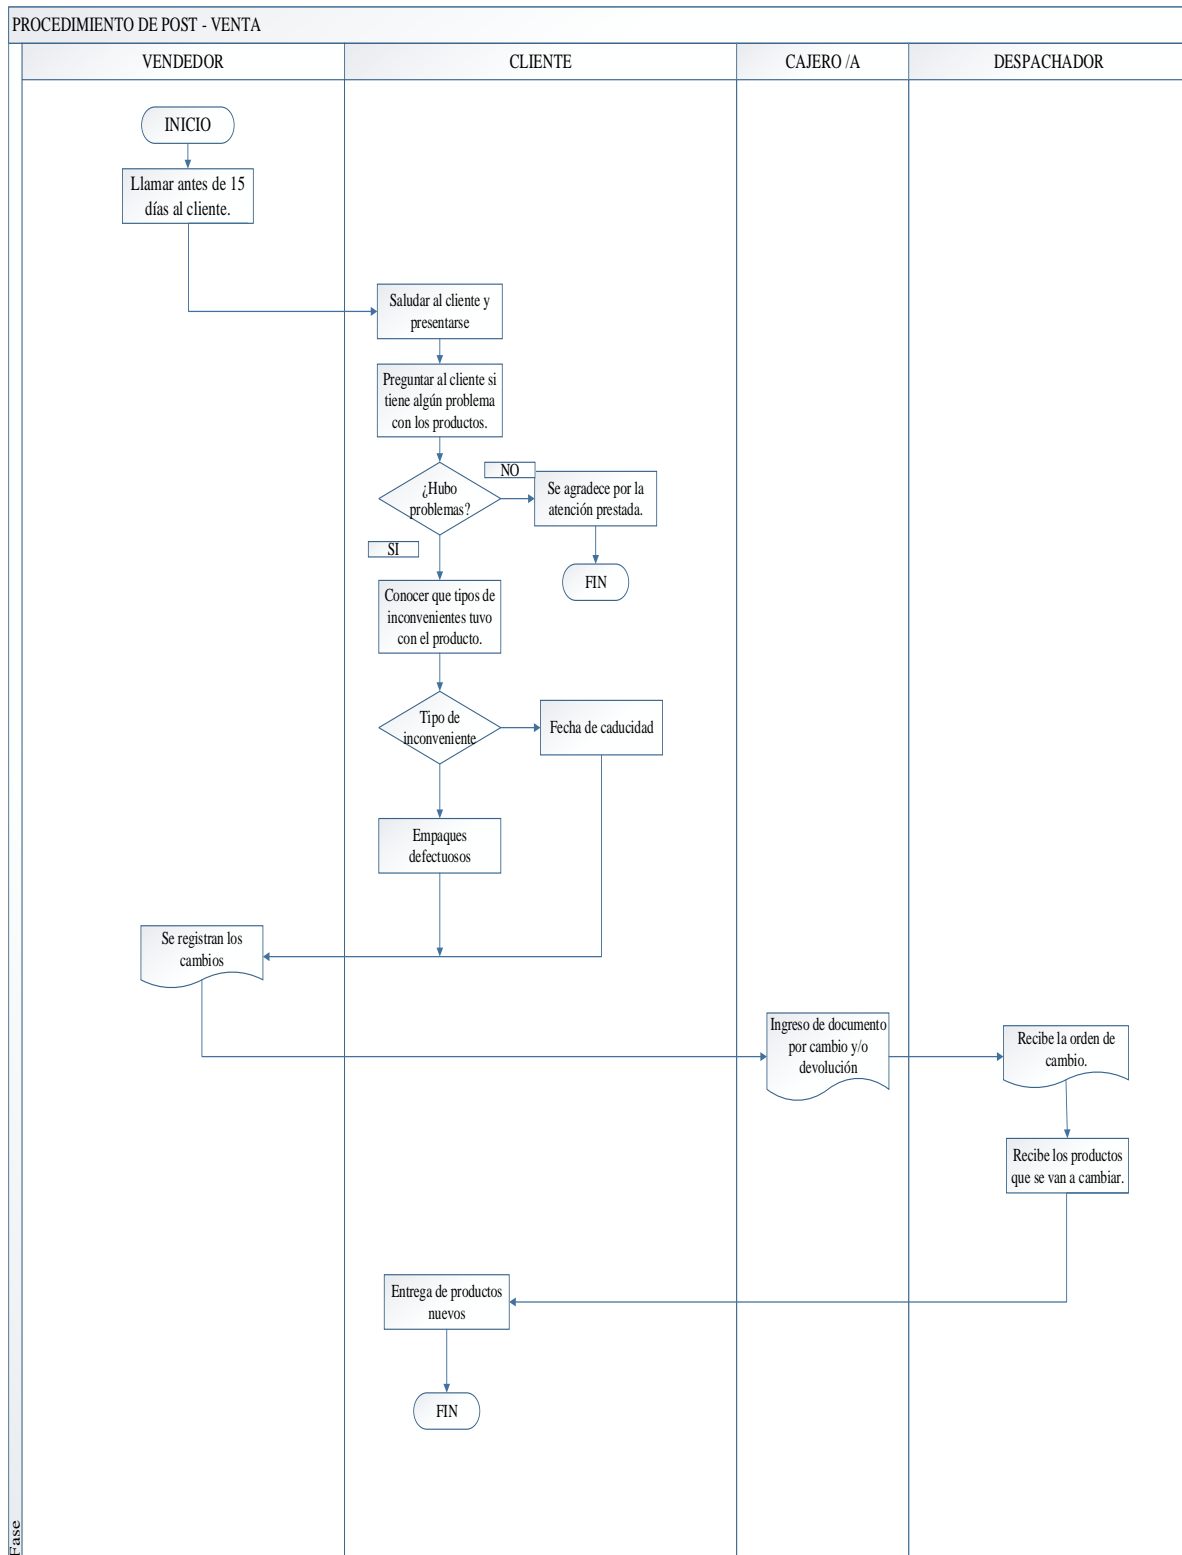 PROCEDIMIENTO DE POST - VENTA
VENDEDOR
CLIENTE
CAJERO /A
DESPACHADOR
INICIO
Llamar antes de 15
días al cliente.
Saludar al cliente y
presentarse
Preguntar al cliente si
tiene algún problema
con los productos.
¿Hubo
problemas?
NO
Se agradece por la
atención prestada.
SI
FIN
Conocer que tipos de
inconvenientes tuvo
con el producto.
Tipo de
inconveniente
Fecha de caducidad
Empaques
defectuosos
Se registran los
cambios
Ingreso de documento
por cambio y/o
devolución
Recibe la orden de
cambio.
Recibe los productos
que se van a cambiar.
Entrega de productos
nuevos
FIN
Fase